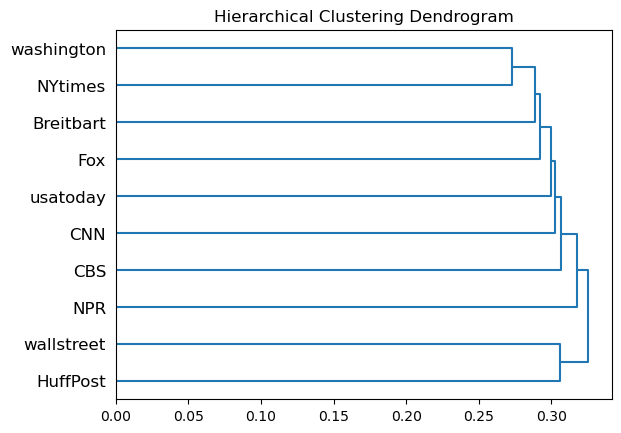 Hierarchical Clustering Dendrogram
washington
NYtimes
Breitbart
Fox
usatoday
CNN
CBS
NPR
wallstreet
HuffPost
0.00 0.05 0.10 0.15 0.20 0.25 0.30